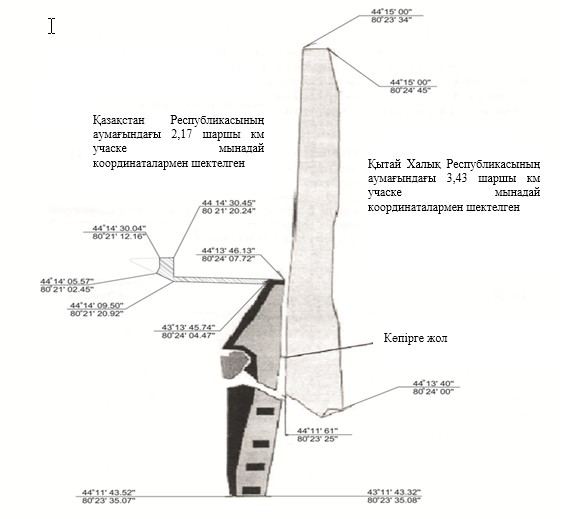 44°15' 00"
80°23' 34"
44°15' 00"
80°24' 45"
Қазақстан Республикасының
аумағындағы 2,17 шаршы км
учаске мынадай
координаталармен шектелген
Қытай Халық Республикасының
аумағындағы 3,43 шаршы км
учаске мынадай
координаталармен шектелген
44 14' 30.45"
80 21' 20.24"
44°14' 30.04"
80°21' 12.16"
44°13' 46.13"
80°24' 07.72"
44°14' 05.57"
80°21' 02.45"
44°14' 09.50"
80°21' 20.92"
43°13' 45.74"
80°24' 04.47"
Көпірге жол
44°13' 40"
80°24' 00"
44°11' 61"
80°23' 25"
44°11' 43.52"
80°23' 35.07"
43°11' 43.32"
80°23' 35.08"